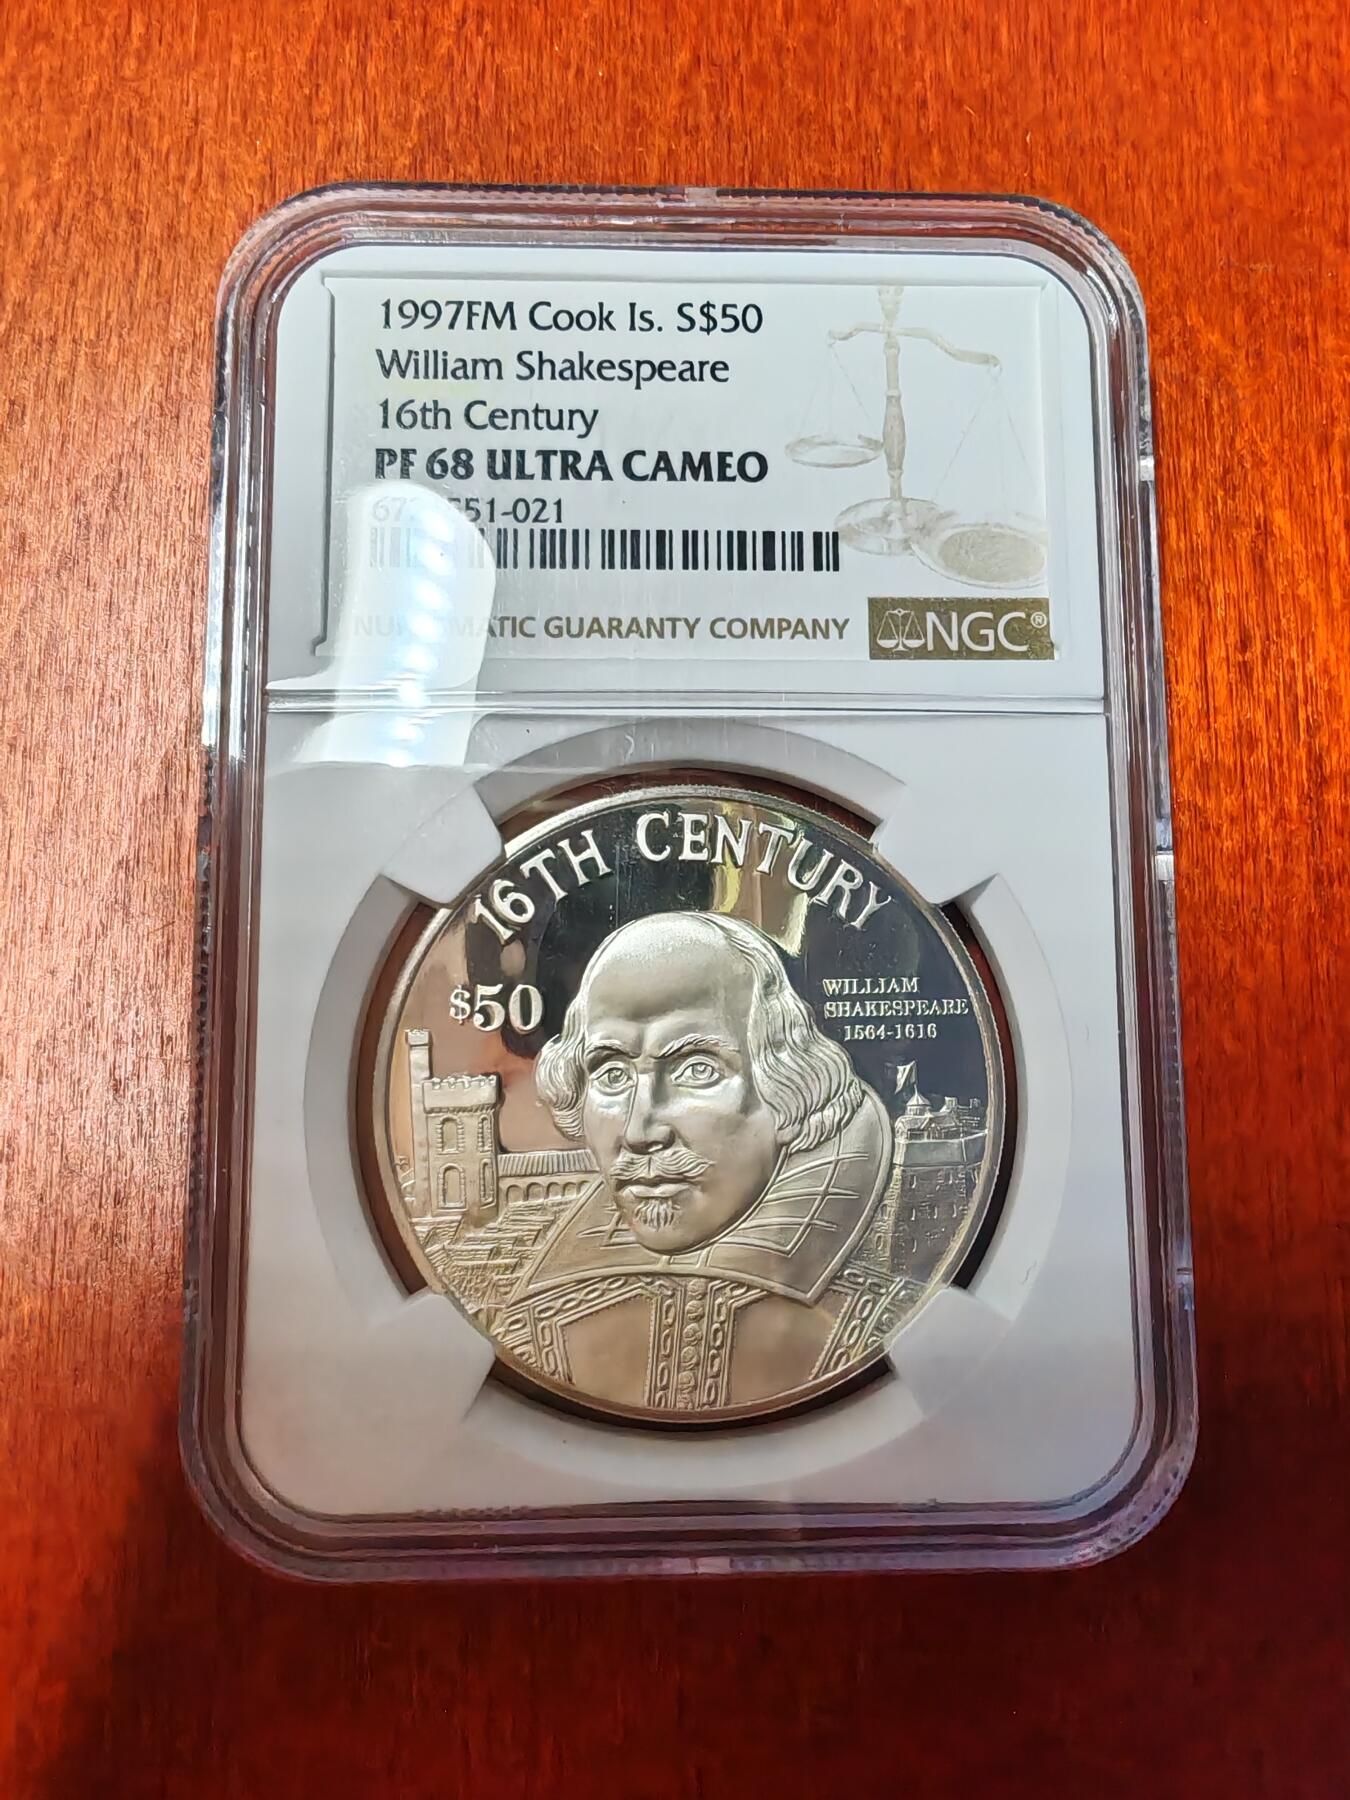 1997FM Cook Is. S$50
William Shakespeare
16th Century
PF 68 ULTRA CAMEO
51-021
NUMISMATIC GUARANTY COMPANY
NGC®
16TH CENTURY
$50
WILLIAM
SHAKESPEARE
1564-1616